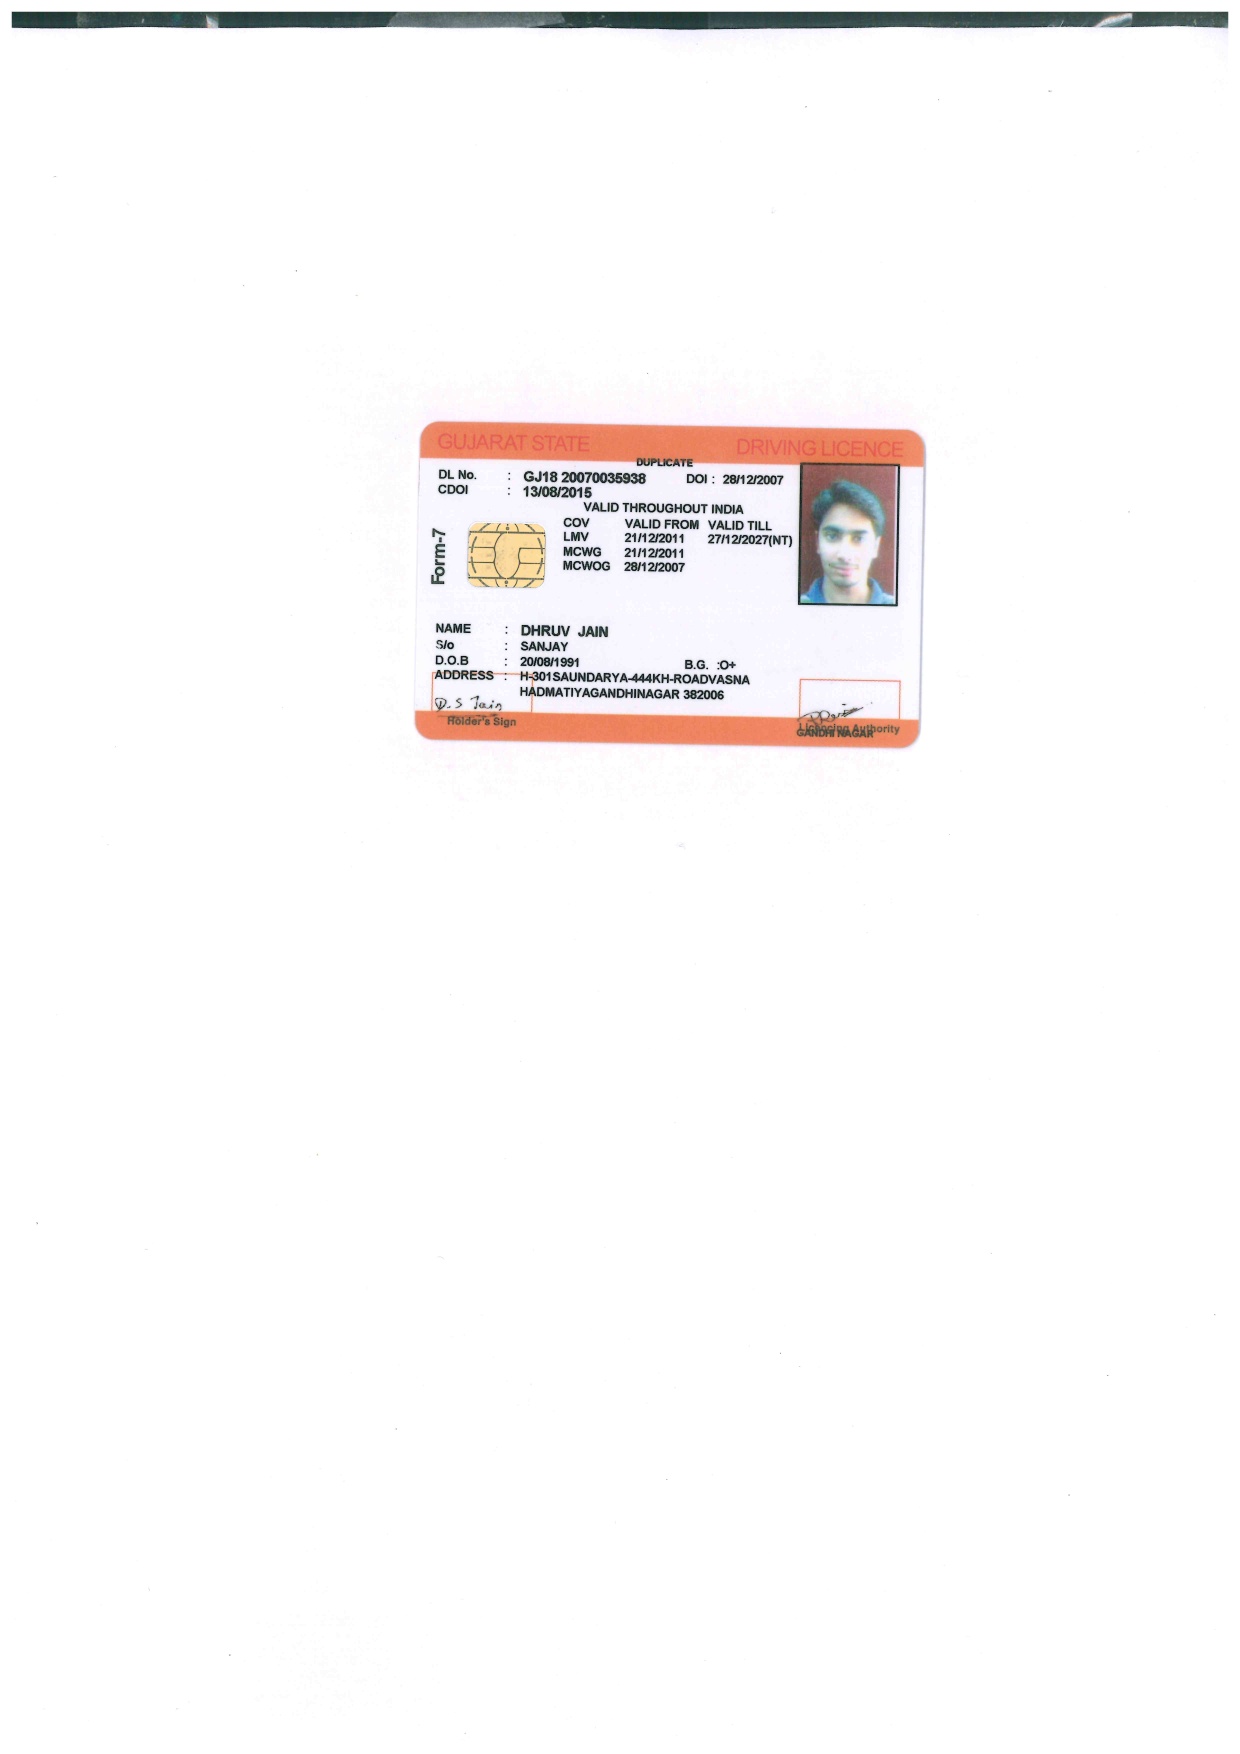 GUJARAT STATE DRIVING LICENCE
DUPLICATE
DL No. : GJ18 20070035938 DOI : 28/12/2007
CDOI : 13/08/2015
VALID THROUGHOUT INDIA
COV VALID FROM VALID TILL
LMV 21/12/2011 27/12/2027(NT)
MCWG 21/12/2011
MCWOG 28/12/2007
Form-7
NAME : DHRUV JAIN
S/o : SANJAY
D.O.B : 20/08/1991 B.G. :O+
ADDRESS : H-301SAUNDARYA-444KH-ROADVASNA
HADMATIYAGANDHINAGAR 382006
D.S Jain
Holder's Sign
Licencing Authority
GANDHI NAGAR